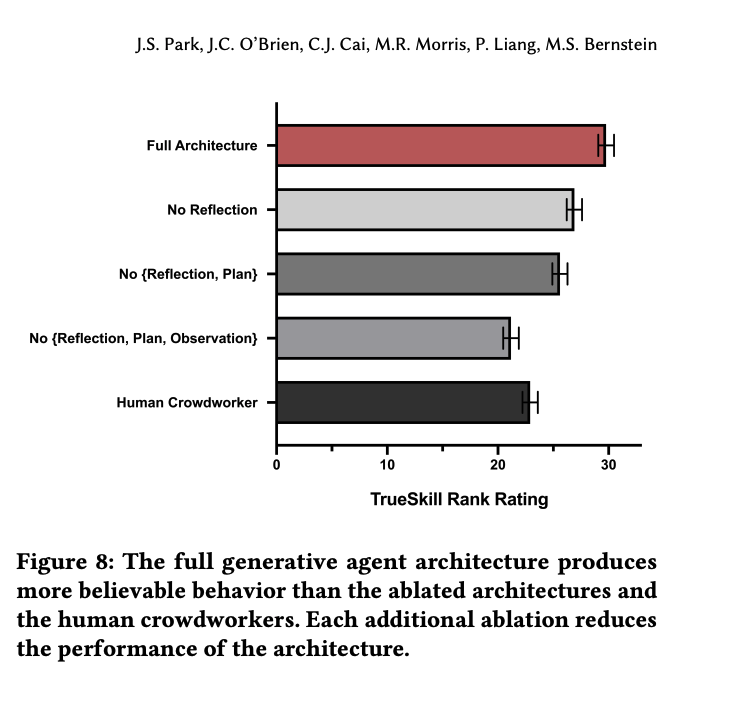 J.S. Park, J.C. O’Brien, C.J. Cai, M.R. Morris, P. Liang, M.S. Bernstein
Full Architecture
No Reflection
No {Reflection, Plan}
No {Reflection, Plan, Observation}
Human Crowdworker
0 10 20 30
TrueSkill Rank Rating
Figure 8: The full generative agent architecture produces
more believable behavior than the ablated architectures and
the human crowdworkers. Each additional ablation reduces
the performance of the architecture.